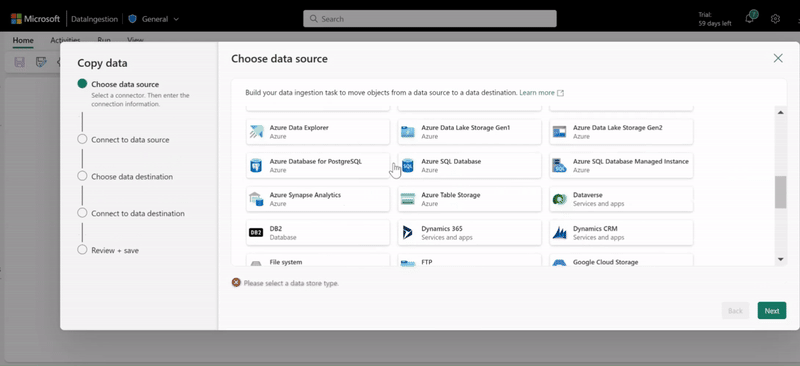 Microsoft
DataIngestion
General
Search
Trial:
59 days left
7
Home
Activities
Run
View
Copy data
Choose data source
Select a connector. Then enter the
connection information.
Connect to data source
Choose data destination
Connect to data destination
Review + save
Choose data source
Build your data ingestion task to move objects from a data source to a data destination. Learn more
Azure Data Explorer
Azure
Azure Data Lake Storage Gen1
Azure
Azure Data Lake Storage Gen2
Azure
Azure Database for PostgreSQL
Azure
SQL
Azure SQL Database
Azure
Azure SQL Database Managed Instance
Azure
Azure Synapse Analytics
Azure
Azure Table Storage
Azure
Dataverse
Services and apps
DB2
DB2
Database
Dynamics 365
Services and apps
Dynamics CRM
Services and apps
File system
FTP
Google Cloud Storage
Please select a data store type.
Back
Next